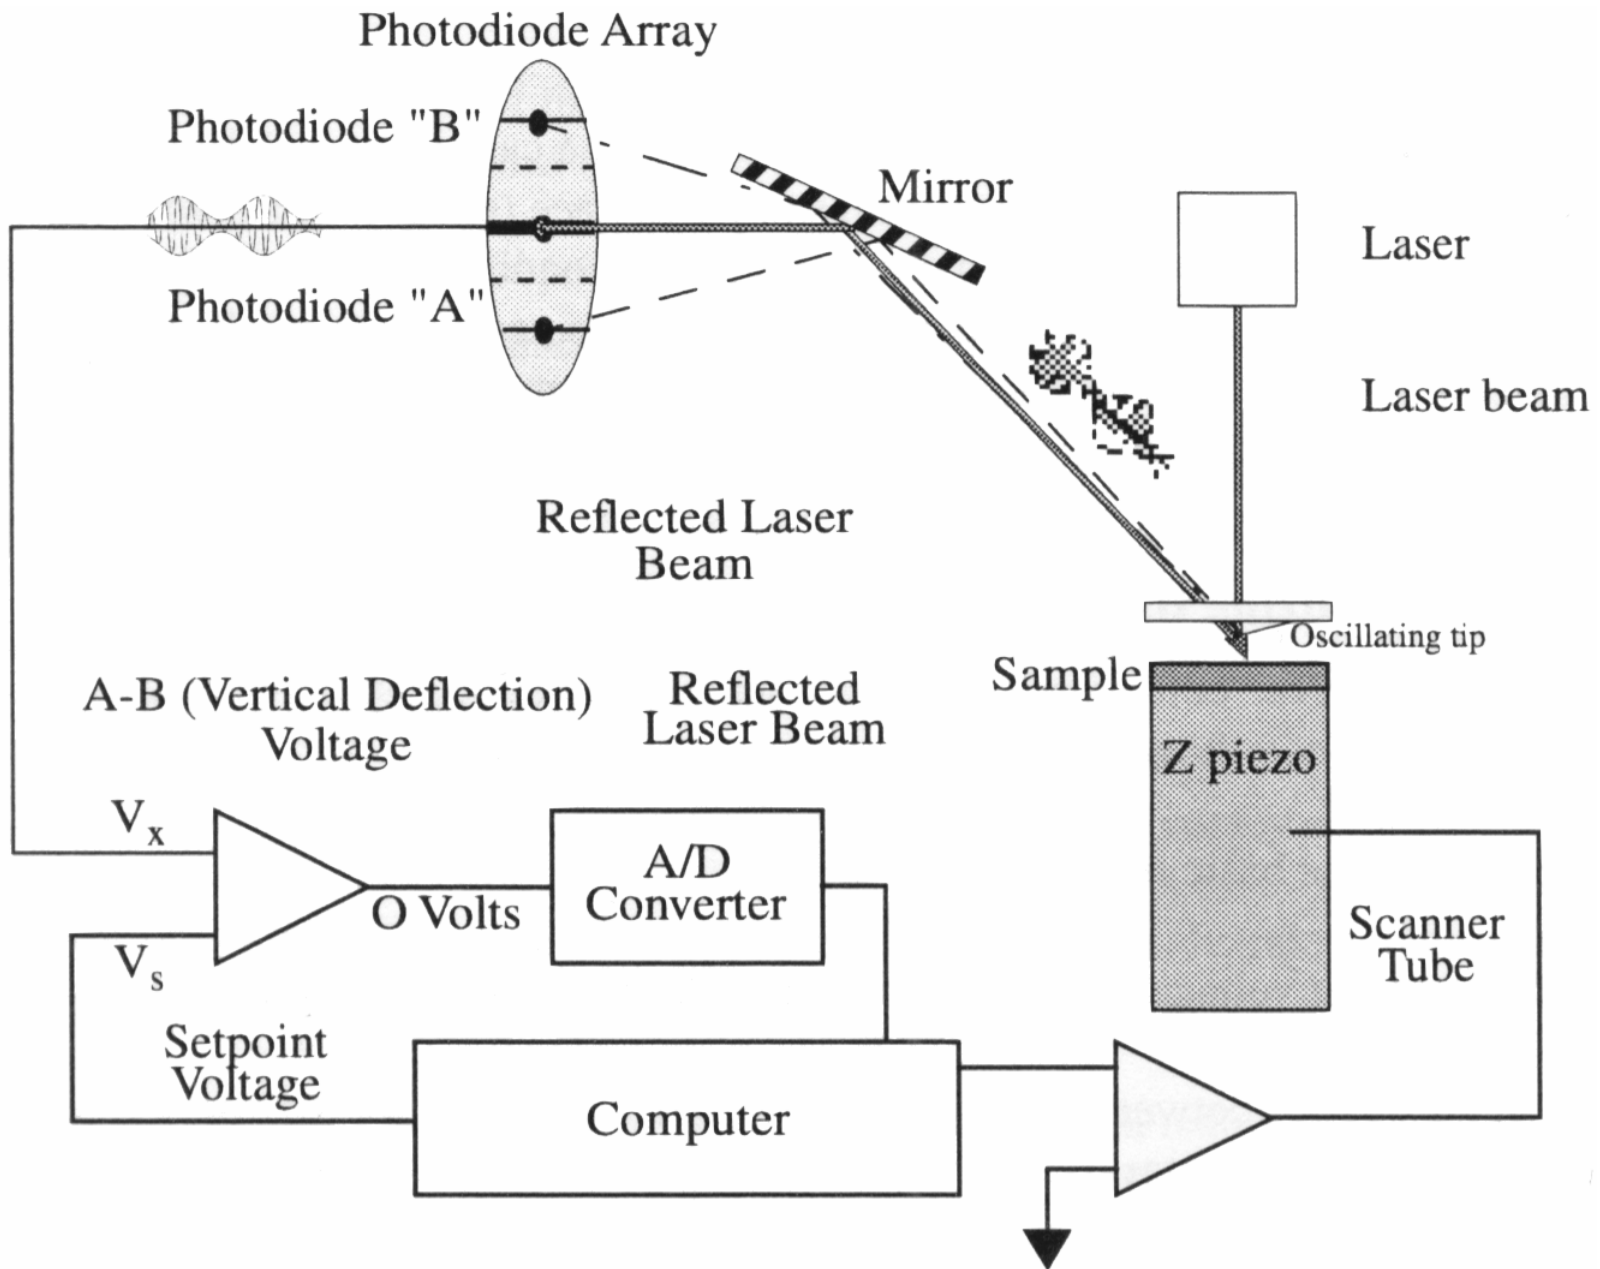 Photodiode Array
Photodiode "B"
Mirror
Laser
Photodiode "A"
Laser beam
Reflected Laser
Beam
Oscillating tip
Sample
A-B (Vertical Deflection)
Voltage
Reflected
Laser Beam
Z piezo
Vx
A/D
Converter
O Volts
Vs
Scanner
Tube
Setpoint
Voltage
Computer